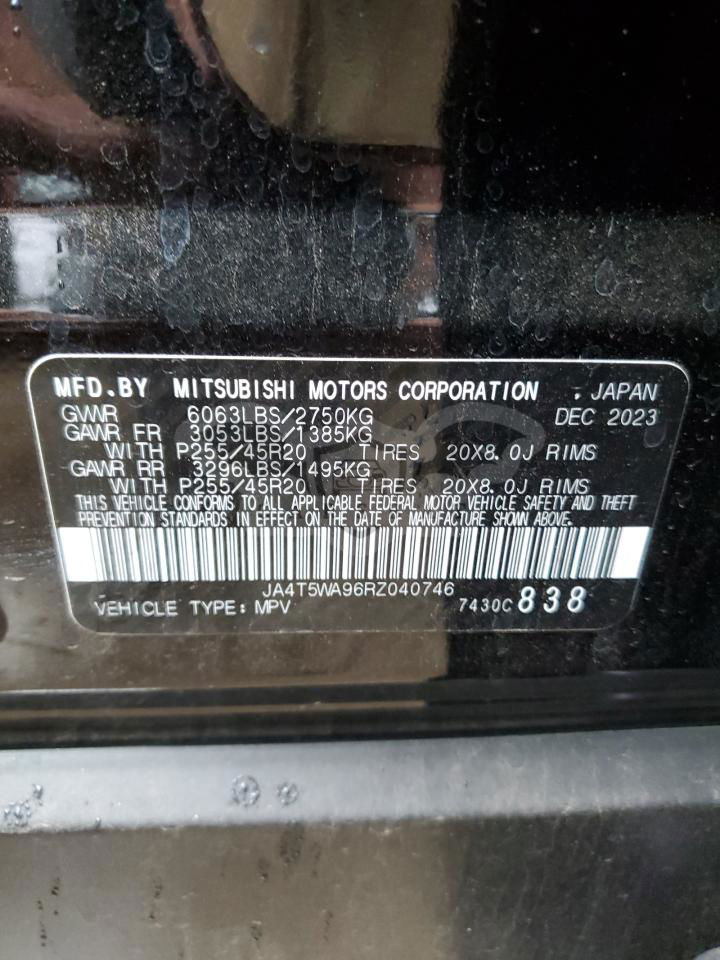 MFD.BY MITSUBISHI MOTORS CORPORATION , JAPAN
GVWR 6063LBS/2750KG DEC 2023
GAWR FR 3053LBS/1385KG
WITH P255/45R20 TIRES 20X8.0J RIMS
GAWR RR 3296LBS/1495KG
WITH P255/45R20 TIRES 20X8.0J RIMS
THIS VEHICLE CONFORMS TO ALL APPLICABLE FEDERAL MOTOR VEHICLE SAFETY AND THEFT
PREVENTION STANDARDS IN EFFECT ON THE DATE OF MANUFACTURE SHOWN ABOVE.
JA4T5WA96RZ040746
VEHICLE TYPE: MPV 7430C 838